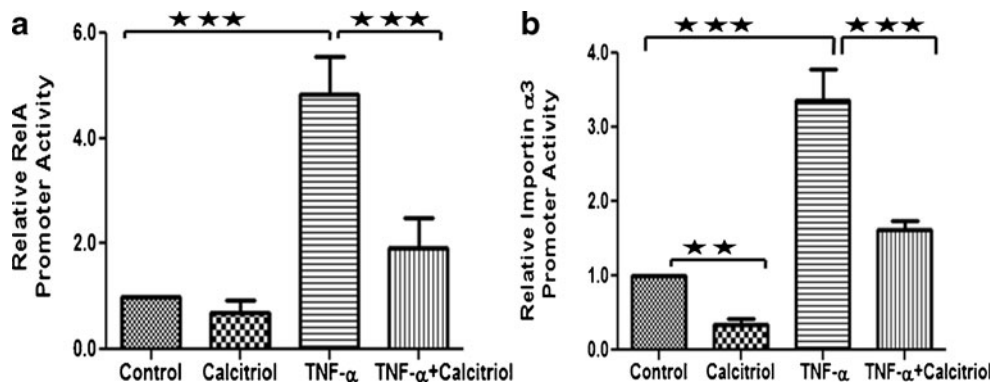 a
★★★ ★★★
Relative RelA
Promoter Activity
6.0
4.0
2.0
0.0
Control Calcitriol TNF-α TNF-α+Calcitriol
b
★★★ ★★★
★★
Relative Importin α3
Promoter Activity
4.0
3.0
2.0
1.0
0.0
Control Calcitriol TNF-α TNF-α+Calcitriol